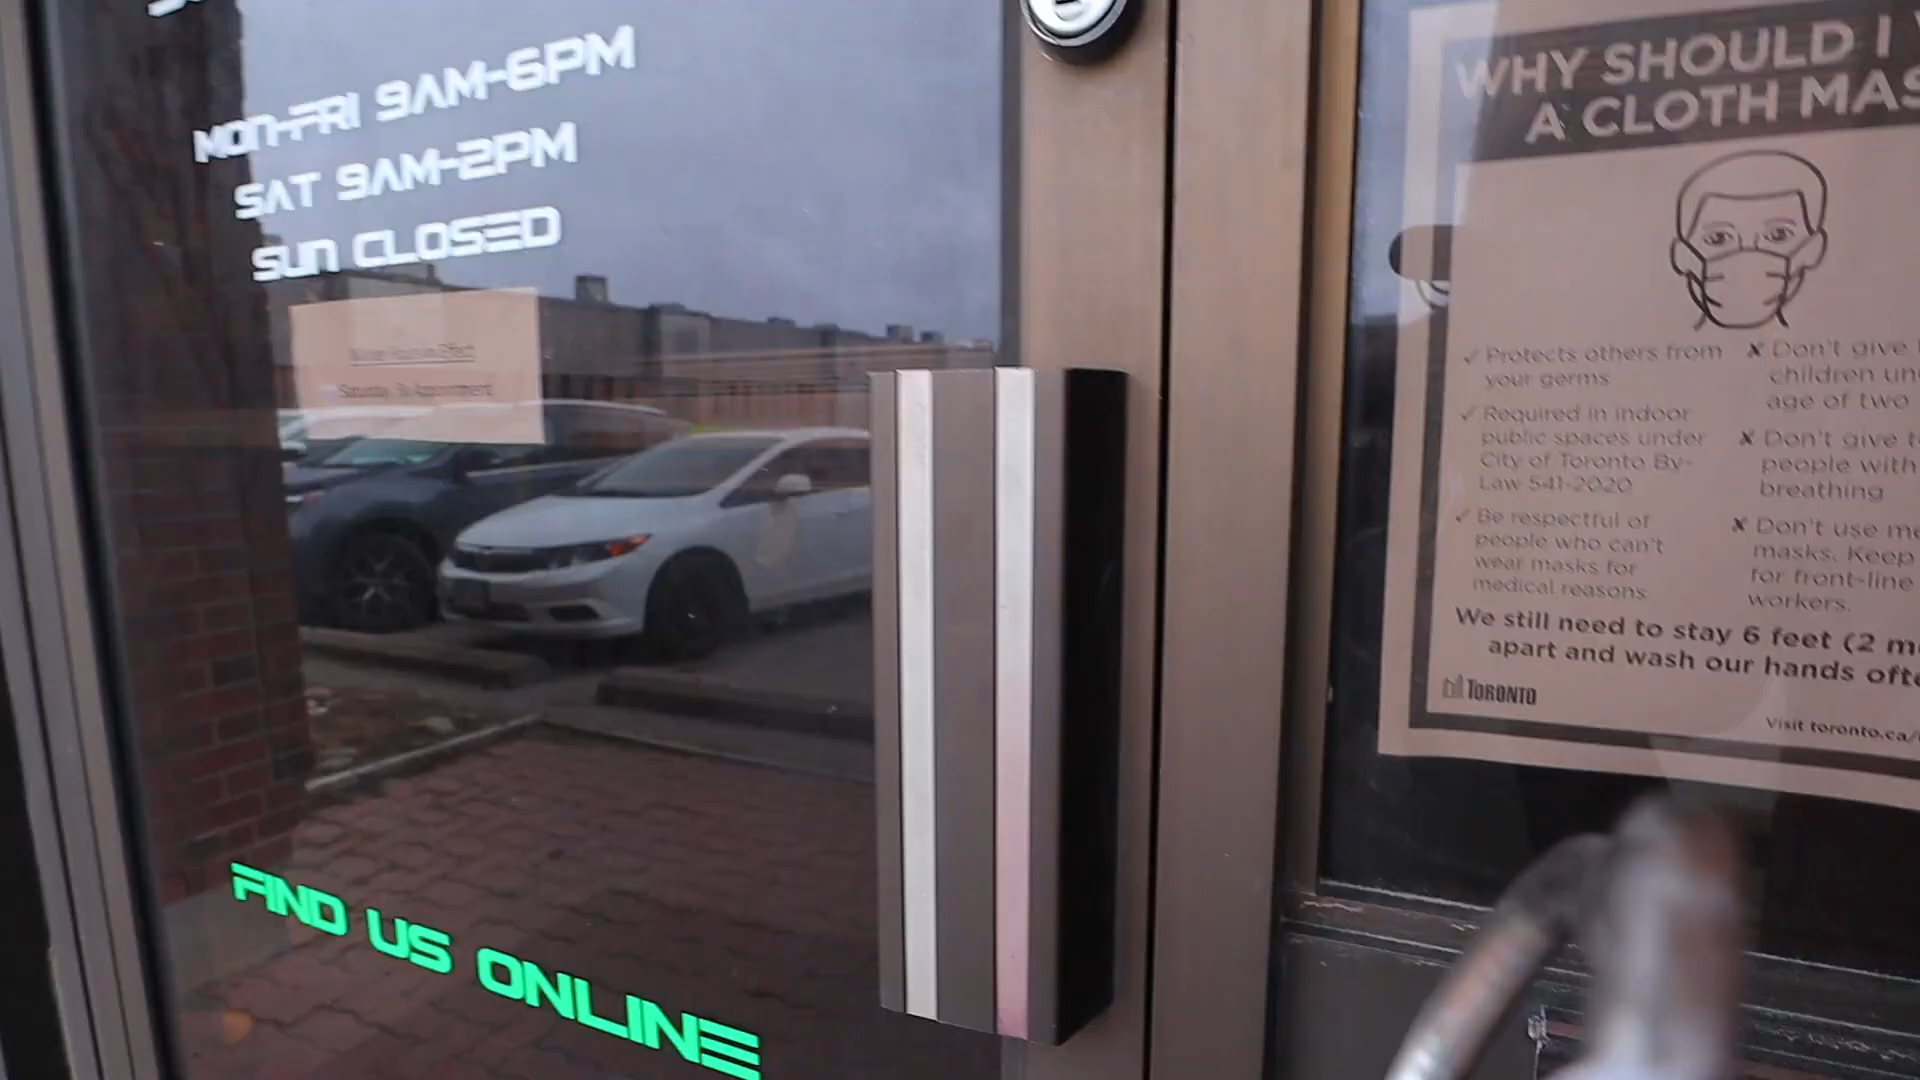 MON-FRI 9AM-6PM
SAT 9AM-2PM
SUN CLOSED
Saturday By Appointment
FIND US ONLINE
WHY SHOULD I
A CLOTH MAS
✓ Protects others from
your germs
✓ Required in indoor
public spaces under
City of Toronto By-
Law 541-2020
✓ Be respectful of
people who can't
wear masks for
medical reasons
✘ Don't give
children un
age of two
✘ Don't give t
people with
breathing
✘ Don't use me
masks. Keep
for front-line
workers.
We still need to stay 6 feet (2 m
apart and wash our hands ofte
TORONTO
Visit toronto.ca/